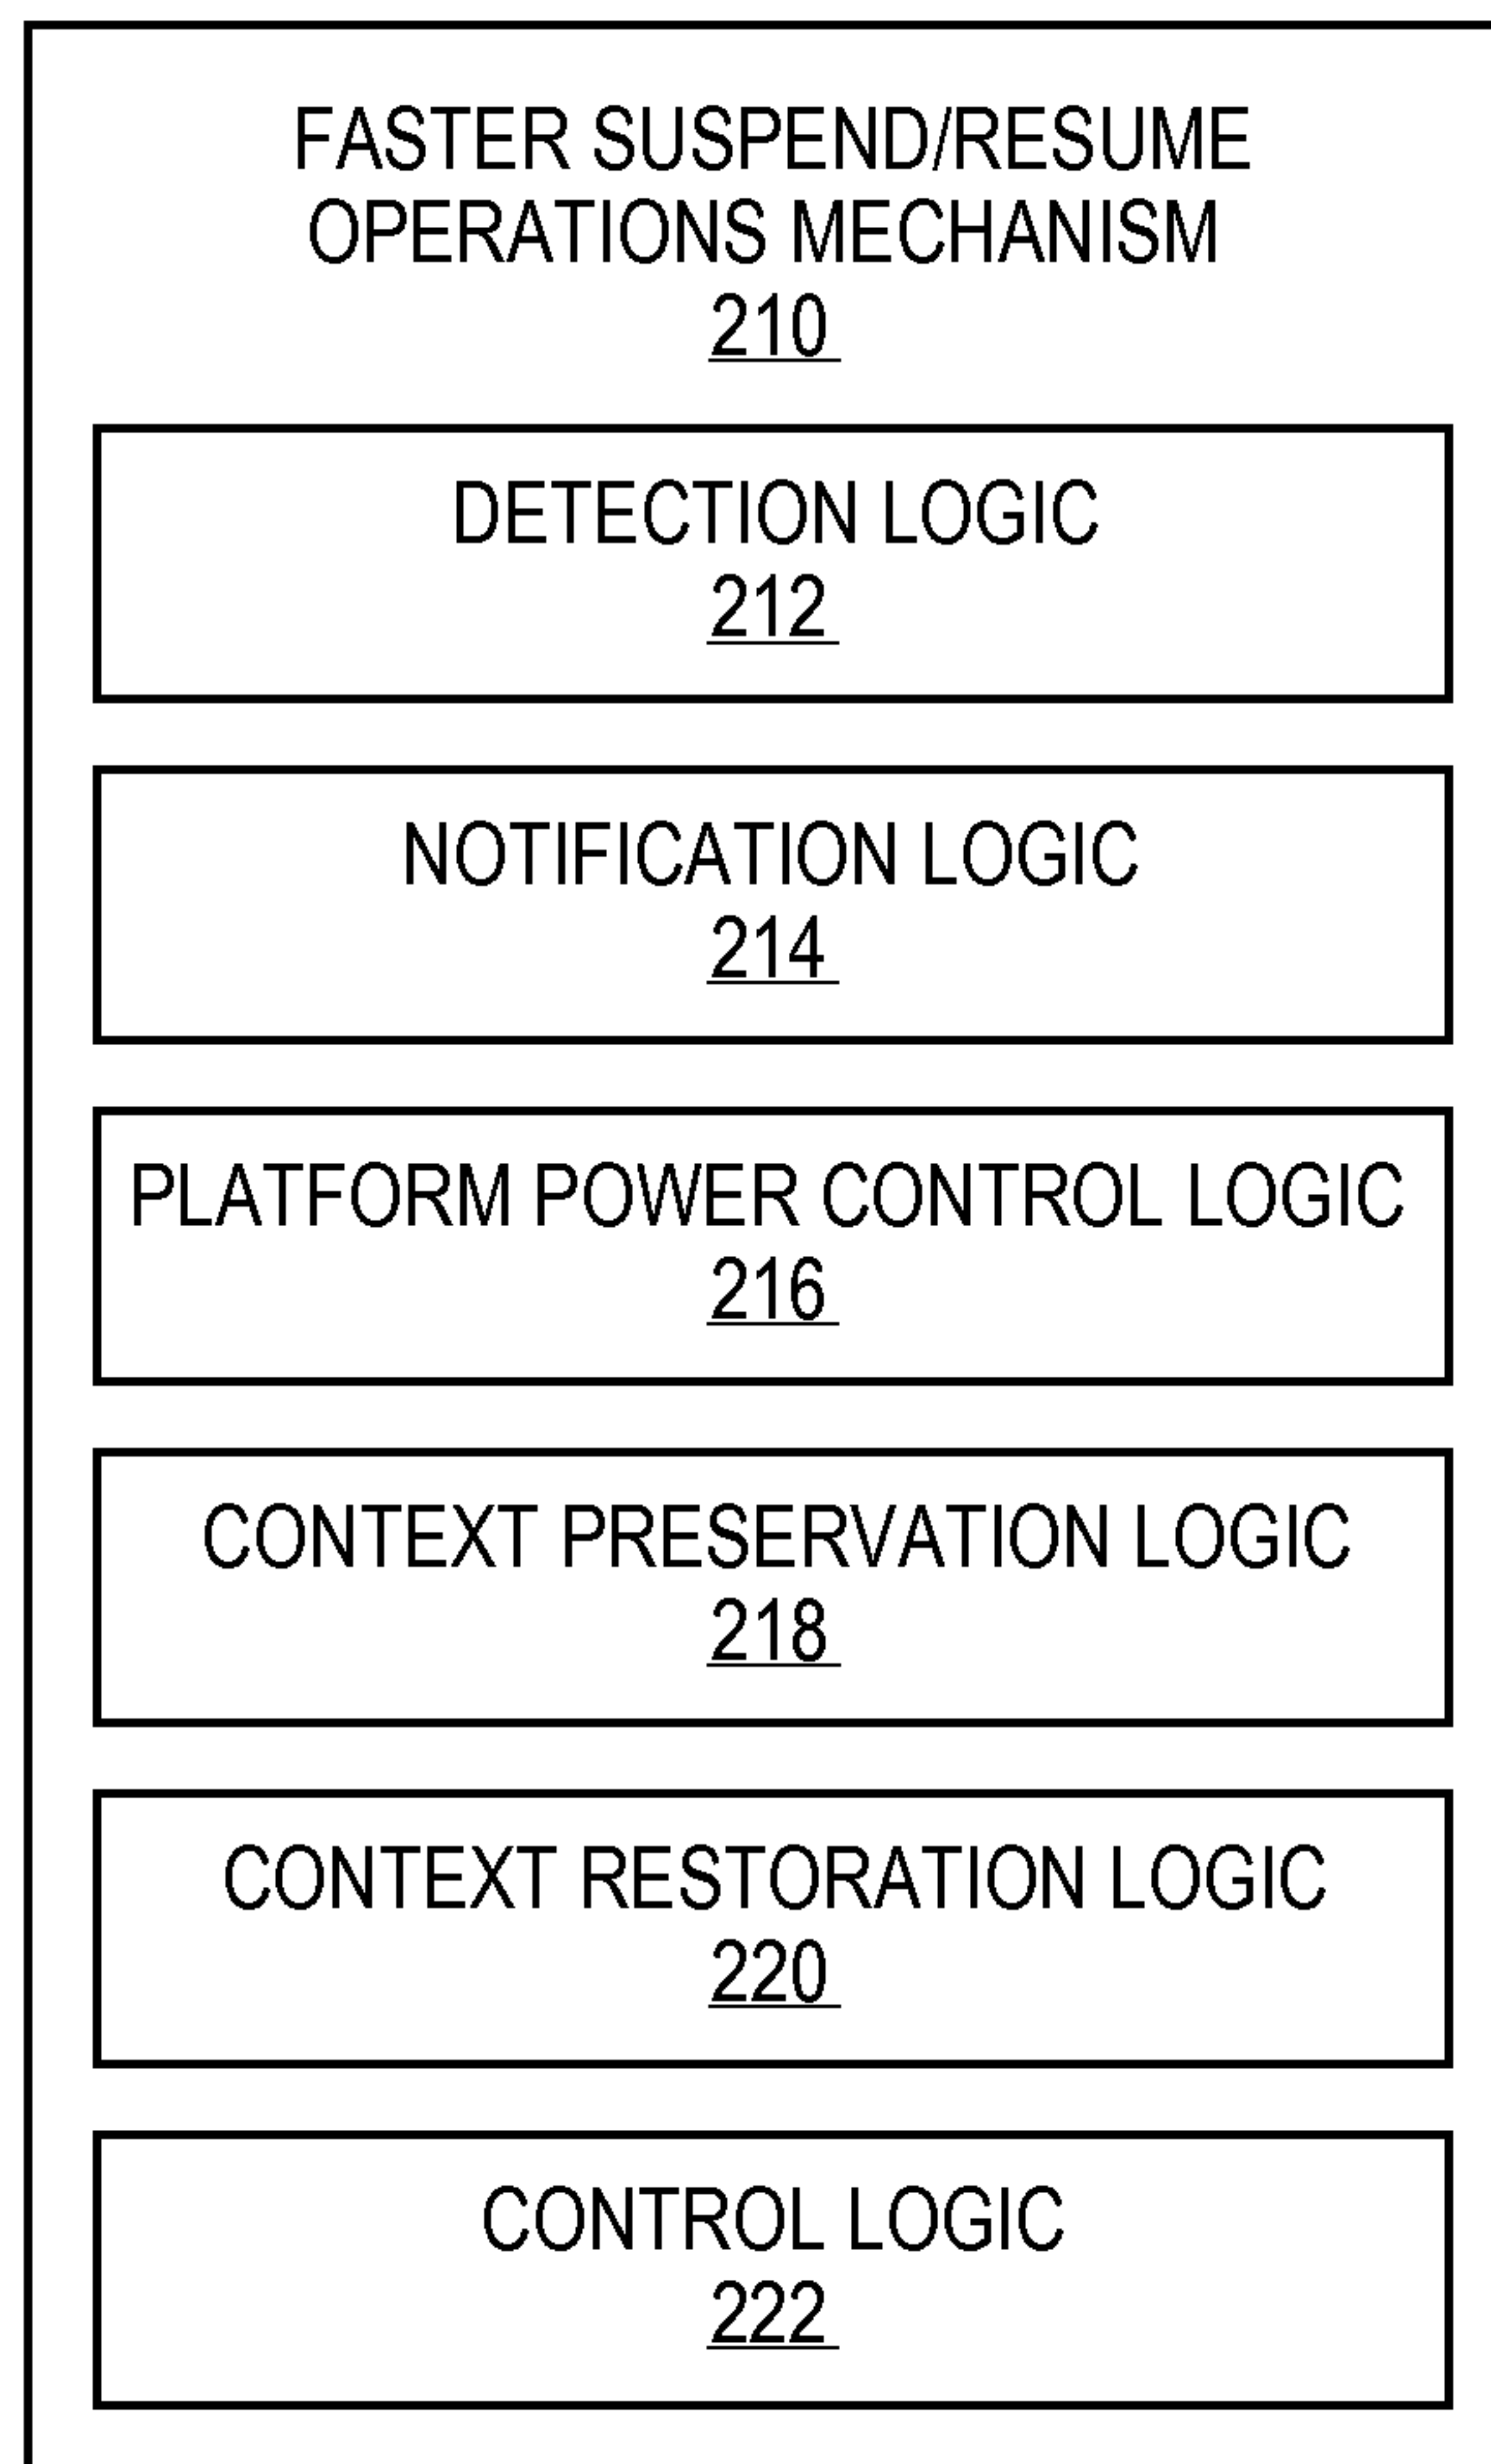 FASTER SUSPEND/RESUME
OPERATIONS MECHANISM
210
DETECTION LOGIC
212
NOTIFICATION LOGIC
214
PLATFORM POWER CONTROL LOGIC
216
CONTEXT PRESERVATION LOGIC
218
CONTEXT RESTORATION LOGIC
220
CONTROL LOGIC
222